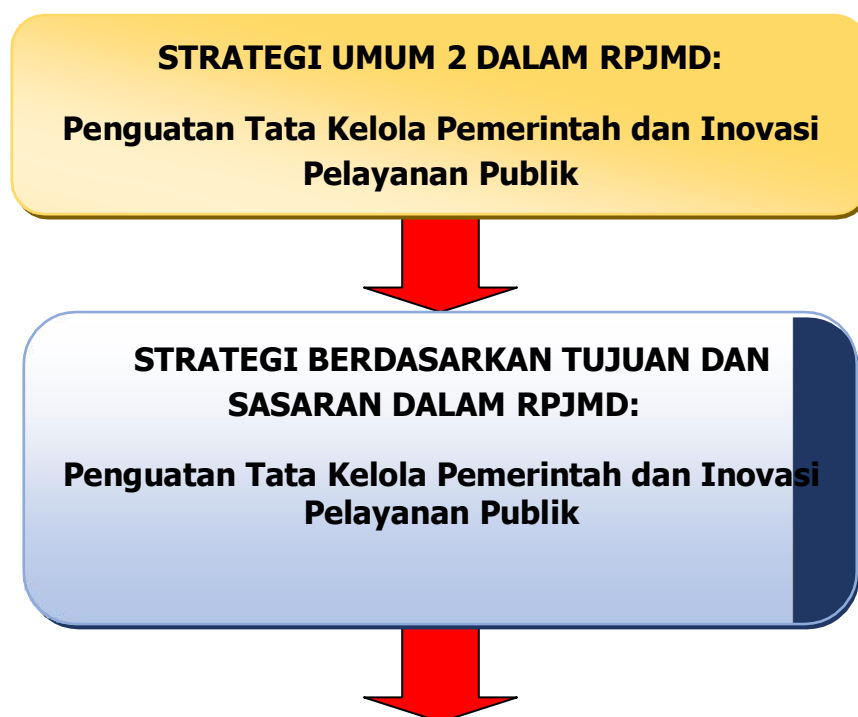 STRATEGI UMUM 2 DALAM RPJMD:
Penguatan Tata Kelola Pemerintah dan Inovasi
Pelayanan Publik
STRATEGI BERDASARKAN TUJUAN DAN
SASARAN DALAM RPJMD:
Penguatan Tata Kelola Pemerintah dan Inovasi
Pelayanan Publik